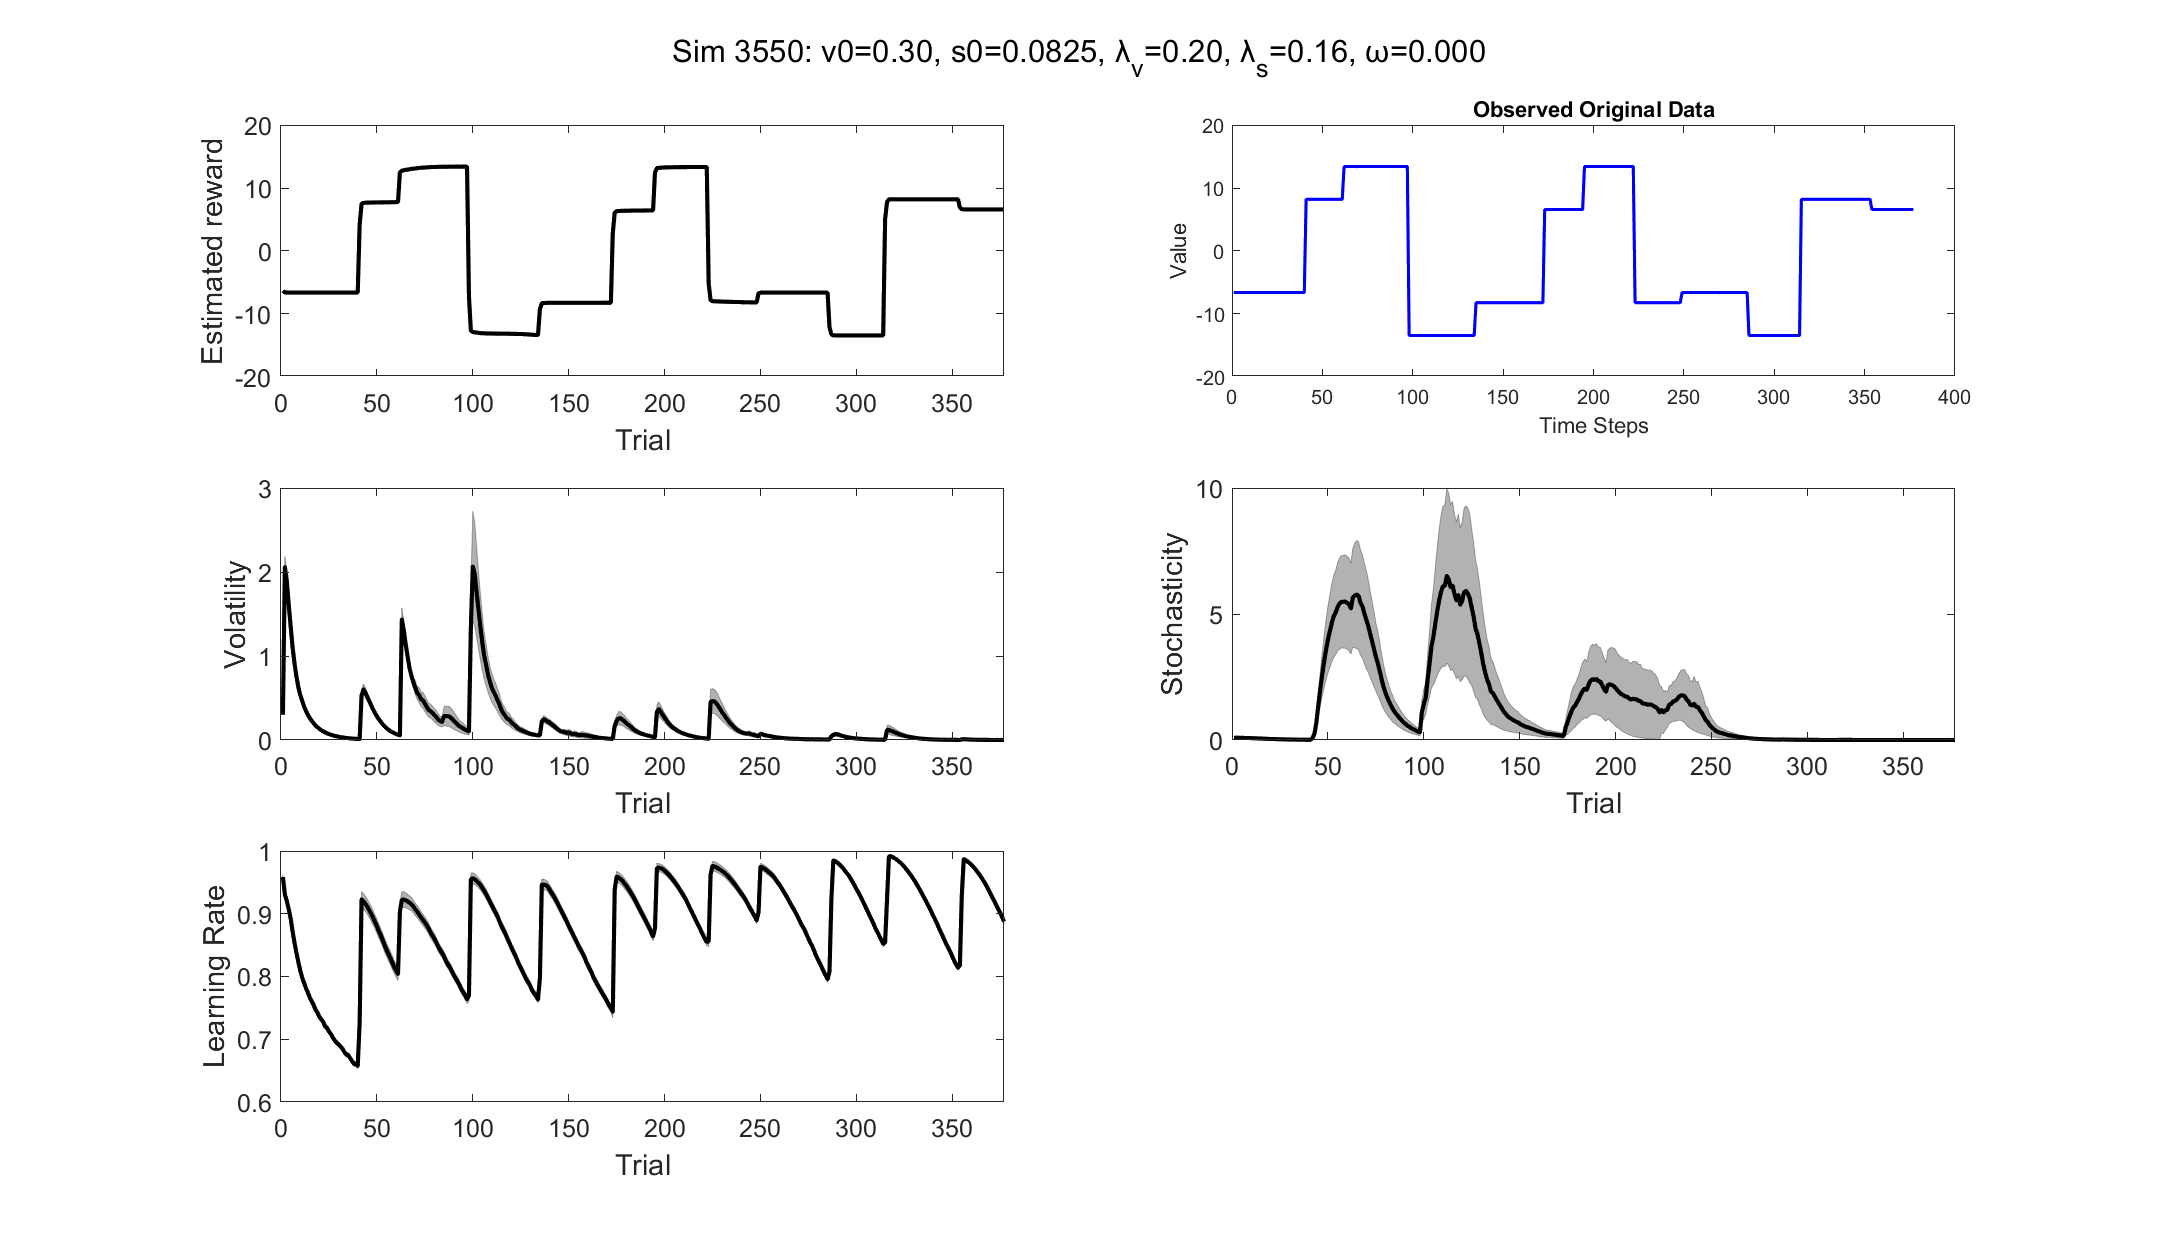 Sim 3550: v0=0.30, s0=0.0825, λ_v=0.20, λ_s=0.16, ω=0.000
Estimated reward
20
10
0
-10
-20
0 50 100 150 200 250 300 350
Trial
Observed Original Data
Value
20
10
0
-10
-20
0 50 100 150 200 250 300 350 400
Time Steps
Volatility
3
2
1
0
0 50 100 150 200 250 300 350
Trial
Stochasticity
10
5
0
0 50 100 150 200 250 300 350
Trial
Learning Rate
1
0.9
0.8
0.7
0.6
0 50 100 150 200 250 300 350
Trial